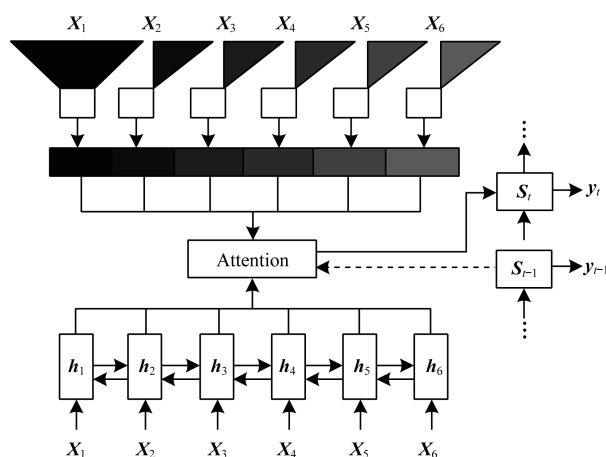 X₁ X₂ X₃ X₄ X₅ X₆
⋮
Sₜ yₜ
Attention
Sₜ₋₁ yₜ₋₁
⋮
h₁ h₂ h₃ h₄ h₅ h₆
X₁ X₂ X₃ X₄ X₅ X₆